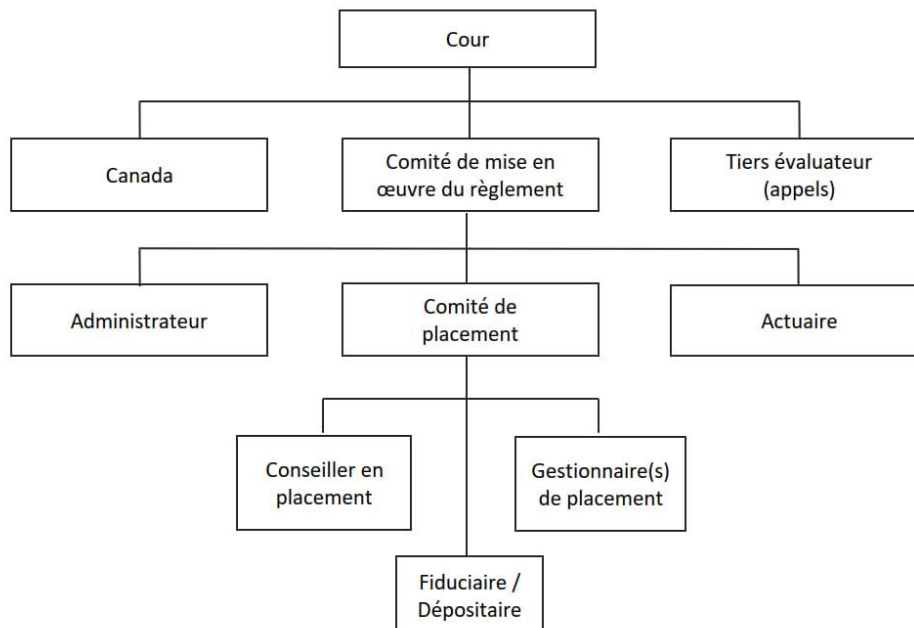 Cour
Canada
Comité de mise en
œuvre du règlement
Tiers évaluateur
(appels)
Administrateur
Comité de
placement
Actuaire
Conseiller en
placement
Gestionnaire(s)
de placement
Fiduciaire /
Dépositaire